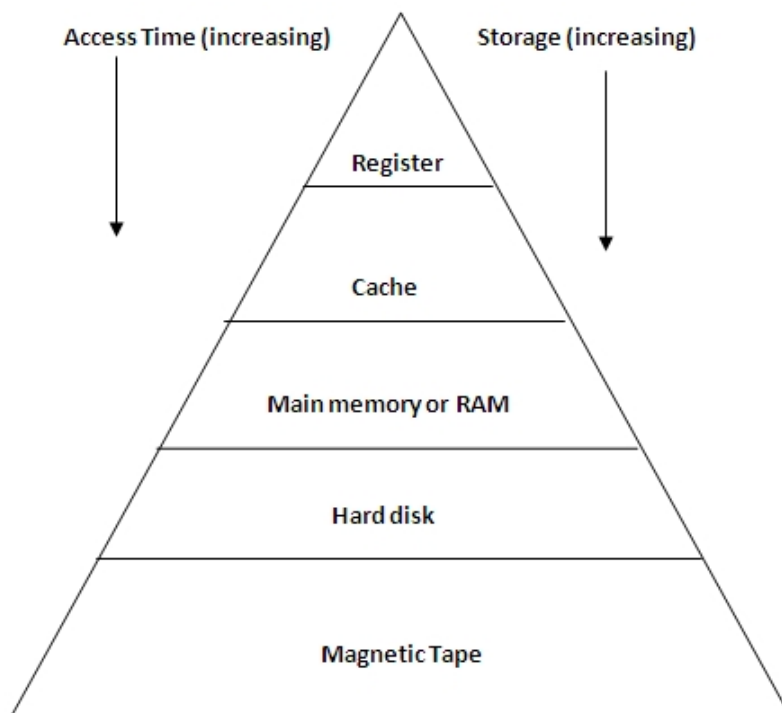 Access Time (increasing)
Storage (increasing)
Register
Cache
Main memory or RAM
Hard disk
Magnetic Tape